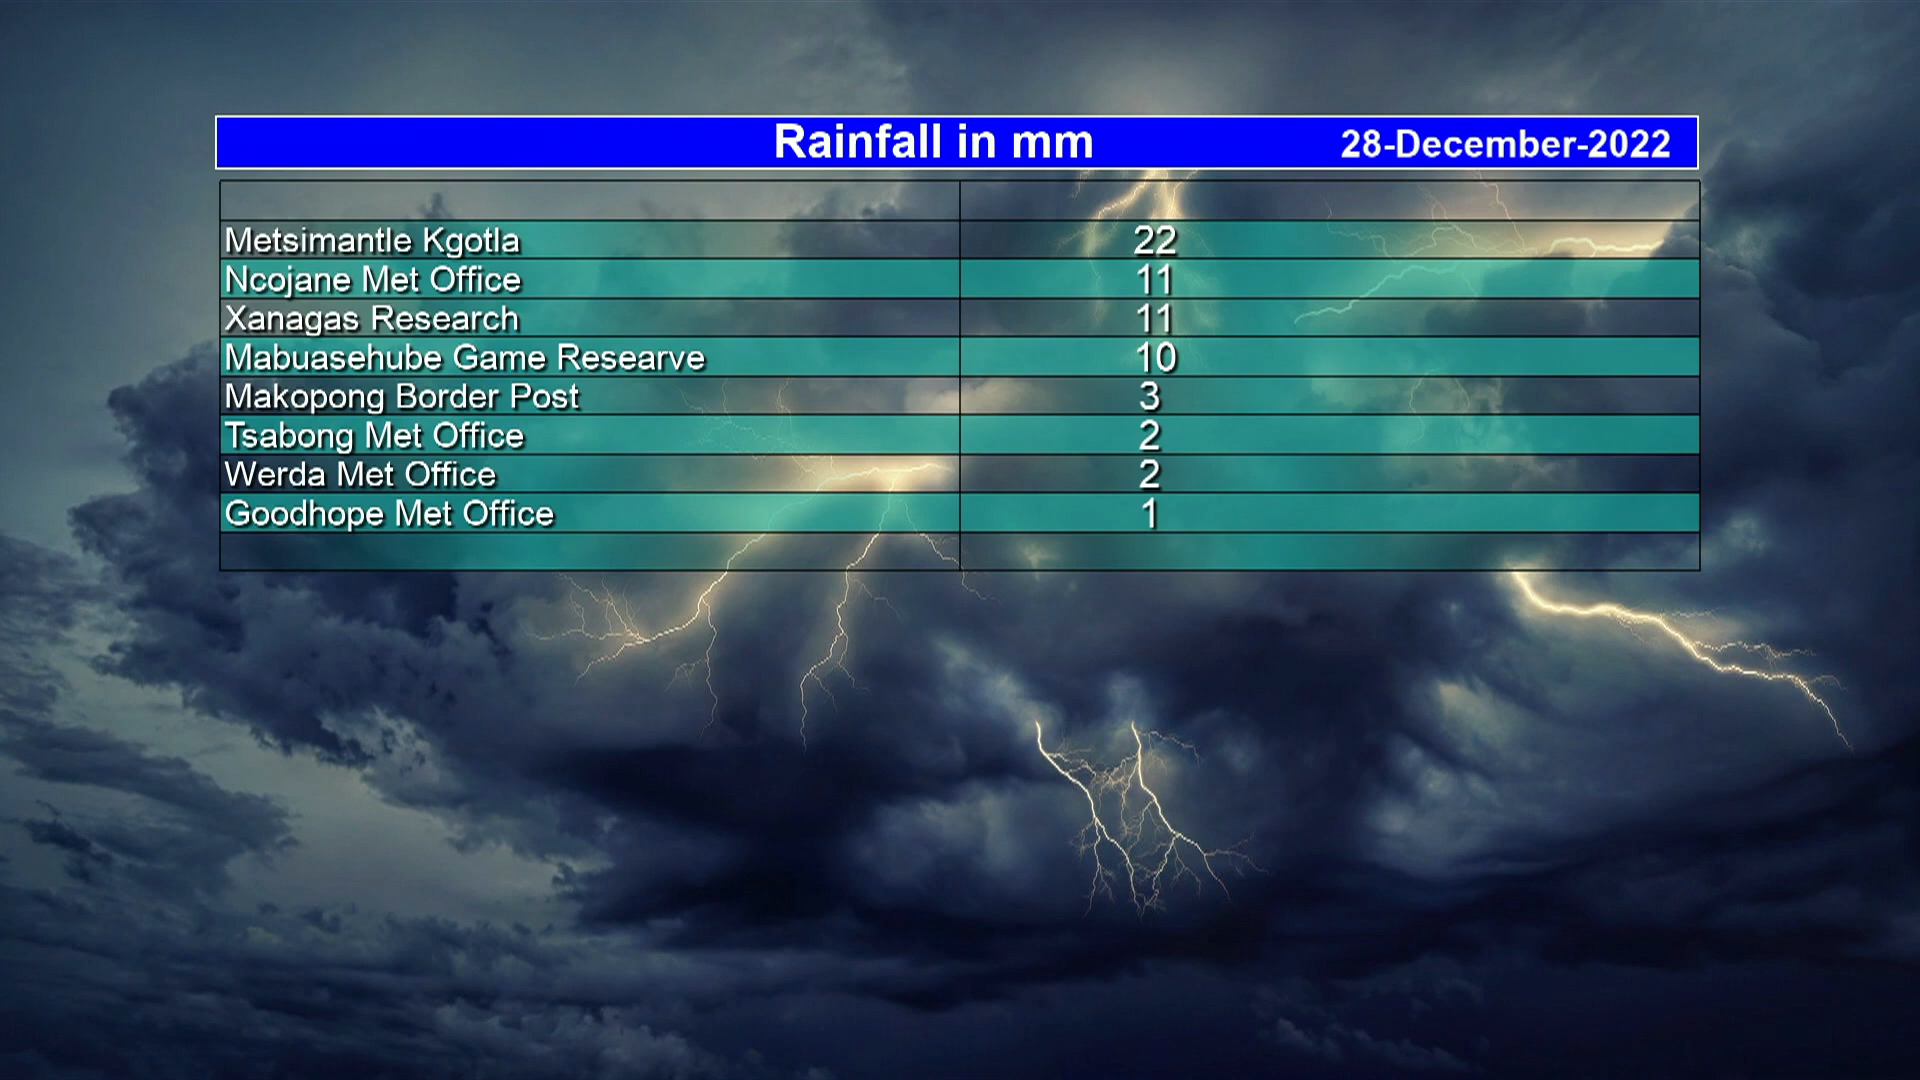 Rainfall in mm 28-December-2022
Metsimantle Kgotla 22
Ncojane Met Office 11
Xanagas Research 11
Mabuasehube Game Researve 10
Makopong Border Post 3
Tsabong Met Office 2
Werda Met Office 2
Goodhope Met Office 1